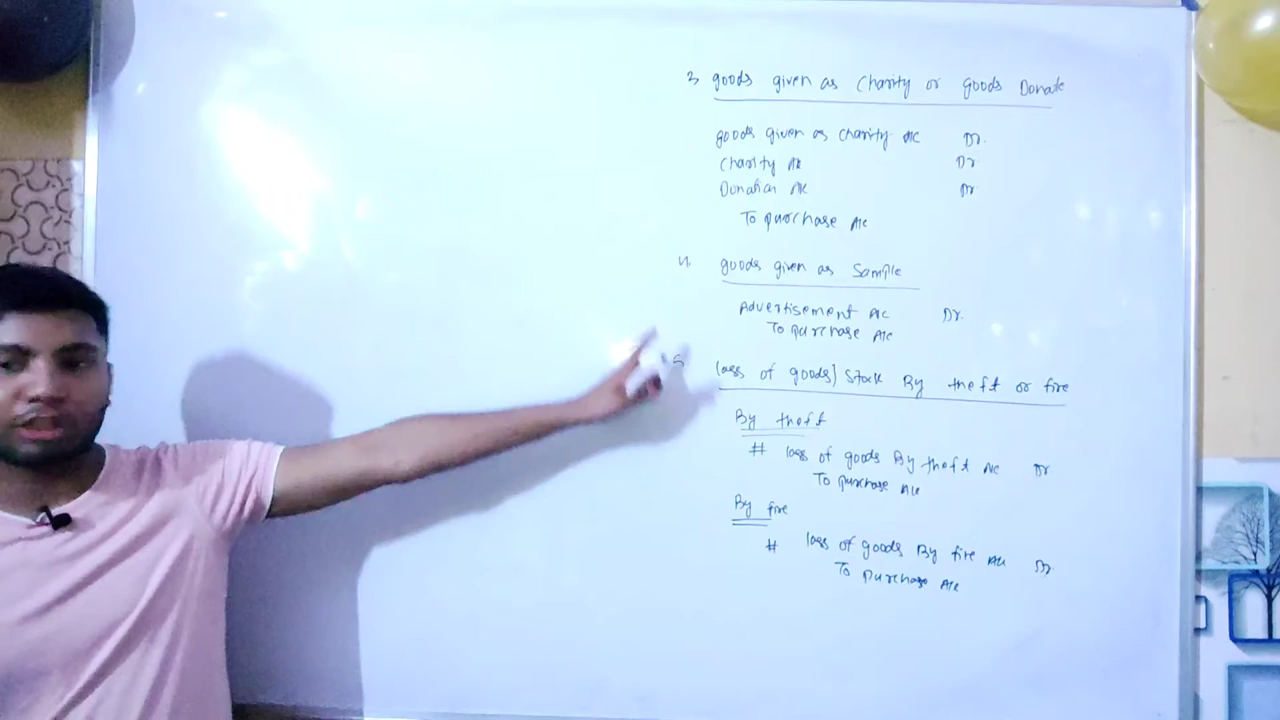 3 goods given as Charity or Goods Donate
goods given as charity A/C Dr.
Charity A/c Dr
Donation A/c Dr
To purchase A/c
4. goods given as Sample
Advertisement A/C Dr.
To purchase A/c
5 loss of goods) Stock By theft or fire
By theft
# loss of goods By theft A/C Dr
To purchase A/c
By fire
# loss of goods By fire A/c Dr
To purchase A/c